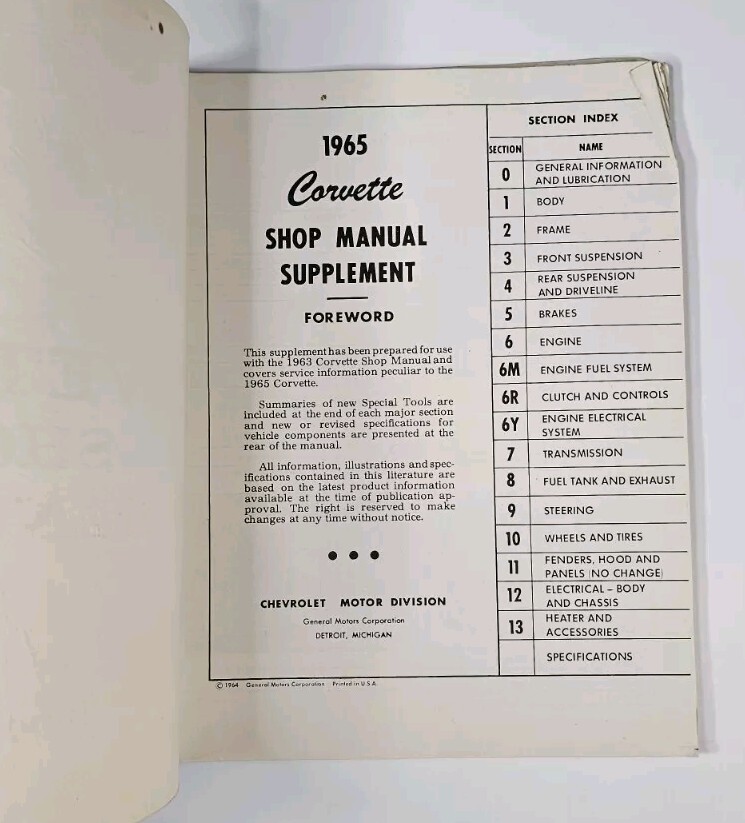 1965
Corvette
SHOP MANUAL
SUPPLEMENT
FOREWORD
This supplement has been prepared for use
with the 1963 Corvette Shop Manual and
covers service information peculiar to the
1965 Corvette.
Summaries of new Special Tools are
included at the end of each major section
and new or revised specifications for
vehicle components are presented at the
rear of the manual.
All information, illustrations and spec-
ifications contained in this literature are
based on the latest product information
available at the time of publication ap-
proval. The right is reserved to make
changes at any time without notice.
CHEVROLET MOTOR DIVISION
General Motors Corporation
DETROIT, MICHIGAN
© 1964 General Motors Corporation Printed in U.S.A.
SECTION INDEX
SECTION NAME
0 GENERAL INFORMATION
AND LUBRICATION
1 BODY
2 FRAME
3 FRONT SUSPENSION
4 REAR SUSPENSION
AND DRIVELINE
5 BRAKES
6 ENGINE
6M ENGINE FUEL SYSTEM
6R CLUTCH AND CONTROLS
6Y ENGINE ELECTRICAL
SYSTEM
7 TRANSMISSION
8 FUEL TANK AND EXHAUST
9 STEERING
10 WHEELS AND TIRES
11 FENDERS, HOOD AND
PANELS (NO CHANGE)
12 ELECTRICAL – BODY
AND CHASSIS
13 HEATER AND
ACCESSORIES
SPECIFICATIONS